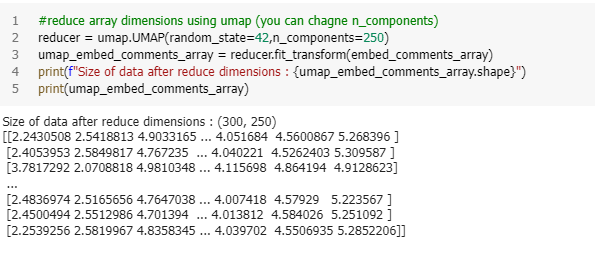 1 #reduce array dimensions using umap (you can chagne n_components)
2 reducer = umap.UMAP(random_state=42,n_components=250)
3 umap_embed_comments_array = reducer.fit_transform(embed_comments_array)
4 print(f"Size of data after reduce dimensions : {umap_embed_comments_array.shape}")
5 print(umap_embed_comments_array)
Size of data after reduce dimensions : (300, 250)
[[2.2430508 2.5418813 4.9033165 ... 4.051684 4.5600867 5.268396 ]
[2.4053953 2.5849817 4.767235 ... 4.040221 4.5262403 5.309587 ]
[3.7817292 2.0708818 4.9810348 ... 4.115698 4.864194 4.9128623]
...
[2.4836974 2.5165656 4.7647038 ... 4.007418 4.57929 5.223567 ]
[2.4500494 2.5512986 4.701394 ... 4.013812 4.584026 5.251092 ]
[2.2539256 2.5819967 4.8358345 ... 4.039702 4.5506935 5.2852206]]